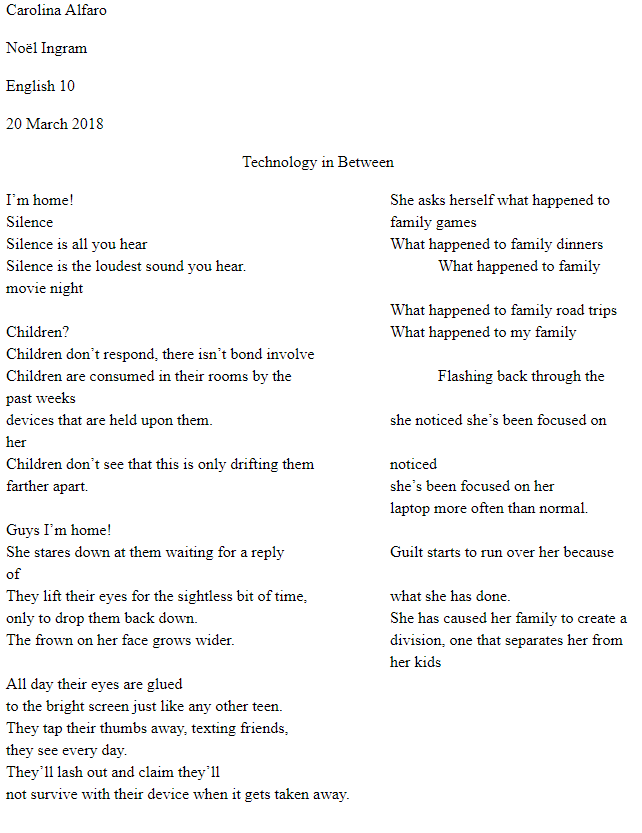 Carolina Alfaro
Noël Ingram
English 10
20 March 2018
Technology in Between
I’m home!
Silence
Silence is all you hear
Silence is the loudest sound you hear.
movie night
Children?
Children don’t respond, there isn’t bond involve
Children are consumed in their rooms by the
past weeks
devices that are held upon them.
her
Children don’t see that this is only drifting them
farther apart.
Guys I’m home!
She stares down at them waiting for a reply
of
They lift their eyes for the sightless bit of time,
only to drop them back down.
The frown on her face grows wider.
All day their eyes are glued
to the bright screen just like any other teen.
They tap their thumbs away, texting friends,
they see every day.
They’ll lash out and claim they’ll
not survive with their device when it gets taken away.
She asks herself what happened to
family games
What happened to family dinners
What happened to family
What happened to family road trips
What happened to my family
Flashing back through the
she noticed she’s been focused on
noticed
she’s been focused on her
laptop more often than normal.
Guilt starts to run over her because
what she has done.
She has caused her family to create a
division, one that separates her from
her kids